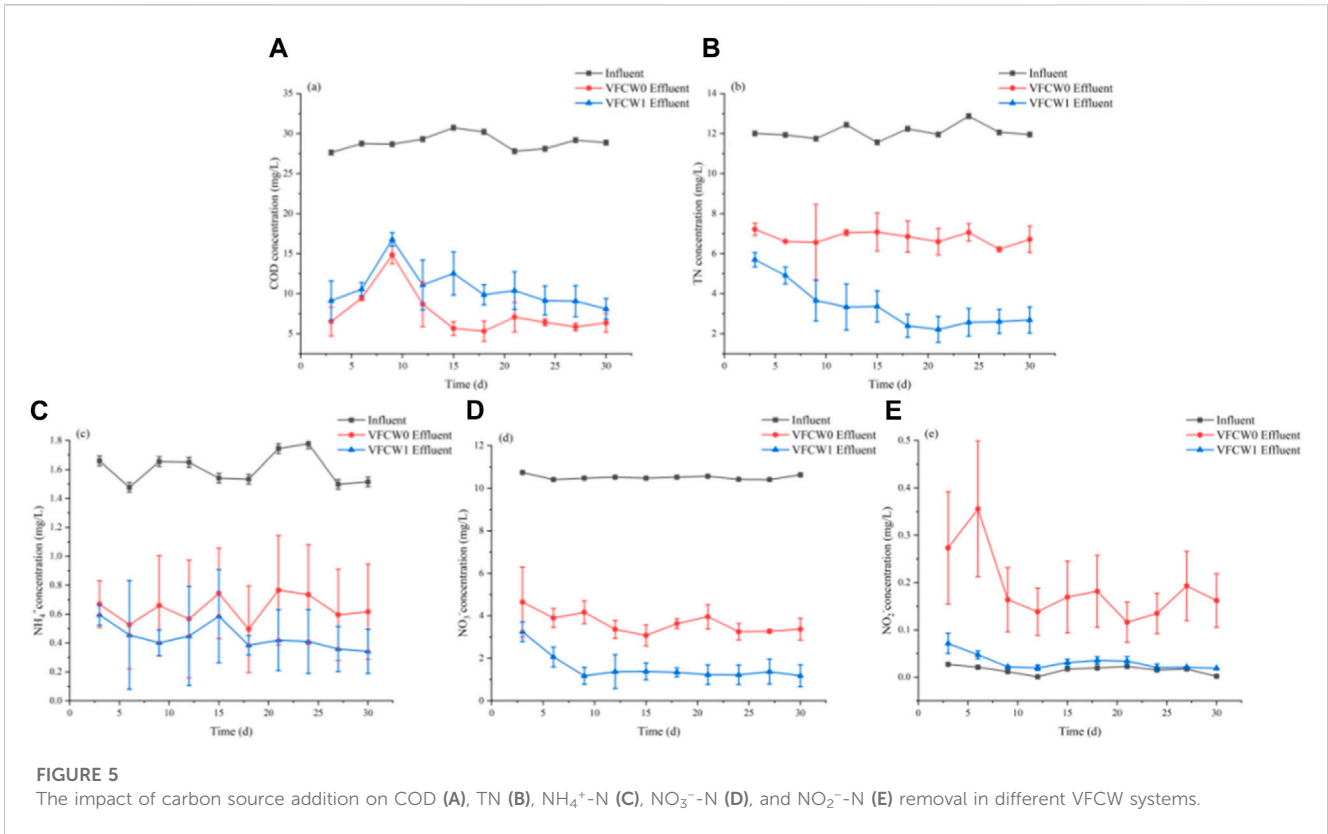 A
(a)
Influent
VFCW0 Effluent
VFCW1 Effluent
35
30
25
20
15
10
5
COD concentration (mg/L)
0 5 10 15 20 25 30
Time (d)
B
(b)
Influent
VFCW0 Effluent
VFCW1 Effluent
14
12
10
8
6
4
2
TN concentration (mg/L)
0 5 10 15 20 25 30
Time (d)
C
(c)
Influent
VFCW0 Effluent
VFCW1 Effluent
1.8
1.6
1.4
1.2
1.0
0.8
0.6
0.4
0.2
0.0
NH₄⁺ concentration (mg/L)
0 5 10 15 20 25 30
Time (d)
D
(d)
Influent
VFCW0 Effluent
VFCW1 Effluent
12
10
8
6
4
2
0
NO₃⁻concentration (mg/L)
0 5 10 15 20 25 30
Time (d)
E
(e)
Influent
VFCW0 Effluent
VFCW1 Effluent
0.5
0.4
0.3
0.2
0.1
0.0
NO₂⁻concentration (mg/L)
0 5 10 15 20 25 30
Time (d)
FIGURE 5
The impact of carbon source addition on COD (A), TN (B), NH₄⁺-N (C), NO₃⁻-N (D), and NO₂⁻-N (E) removal in different VFCW systems.